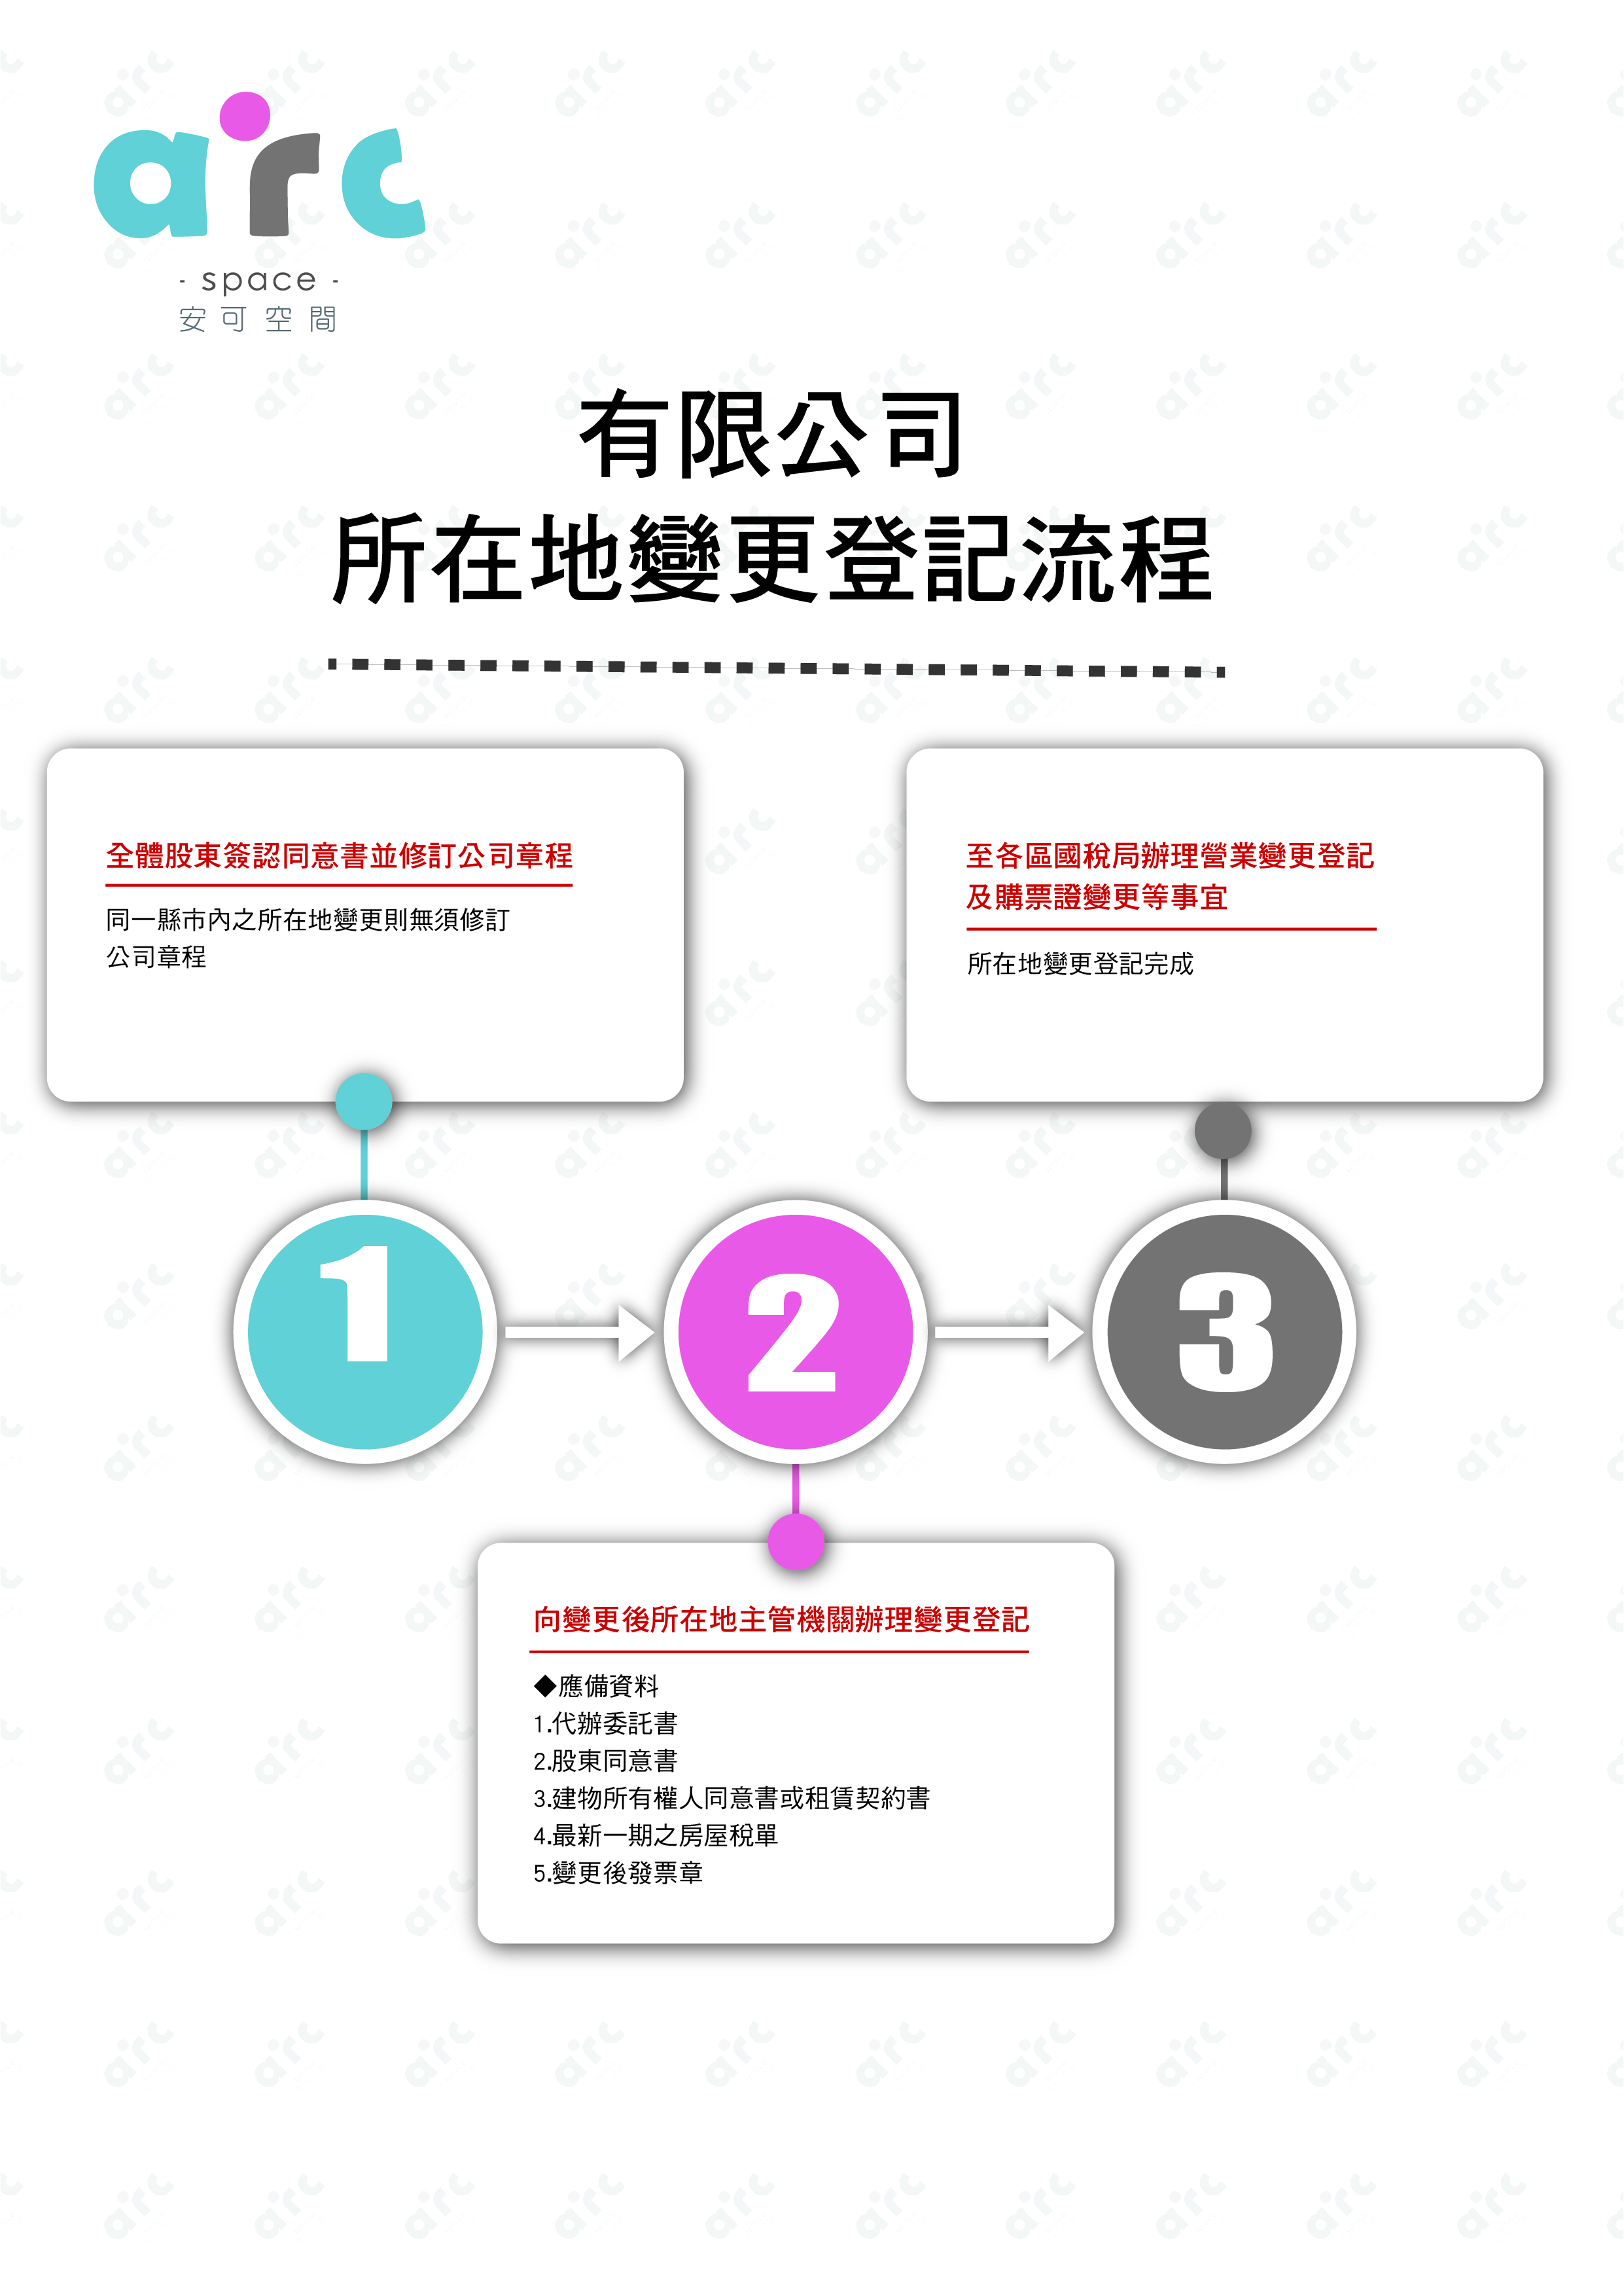 arc
- space -
安可空間
有限公司
所在地變更登記流程
全體股東簽認同意書並修訂公司章程
同一縣市內之所在地變更則無須修訂
公司章程
至各區國稅局辦理營業變更登記
及購票證變更等事宜
所在地變更登記完成
1
2
3
向變更後所在地主管機關辦理變更登記
◆應備資料
1.代辦委託書
2.股東同意書
3.建物所有權人同意書或租賃契約書
4.最新一期之房屋稅單
5.變更後發票章